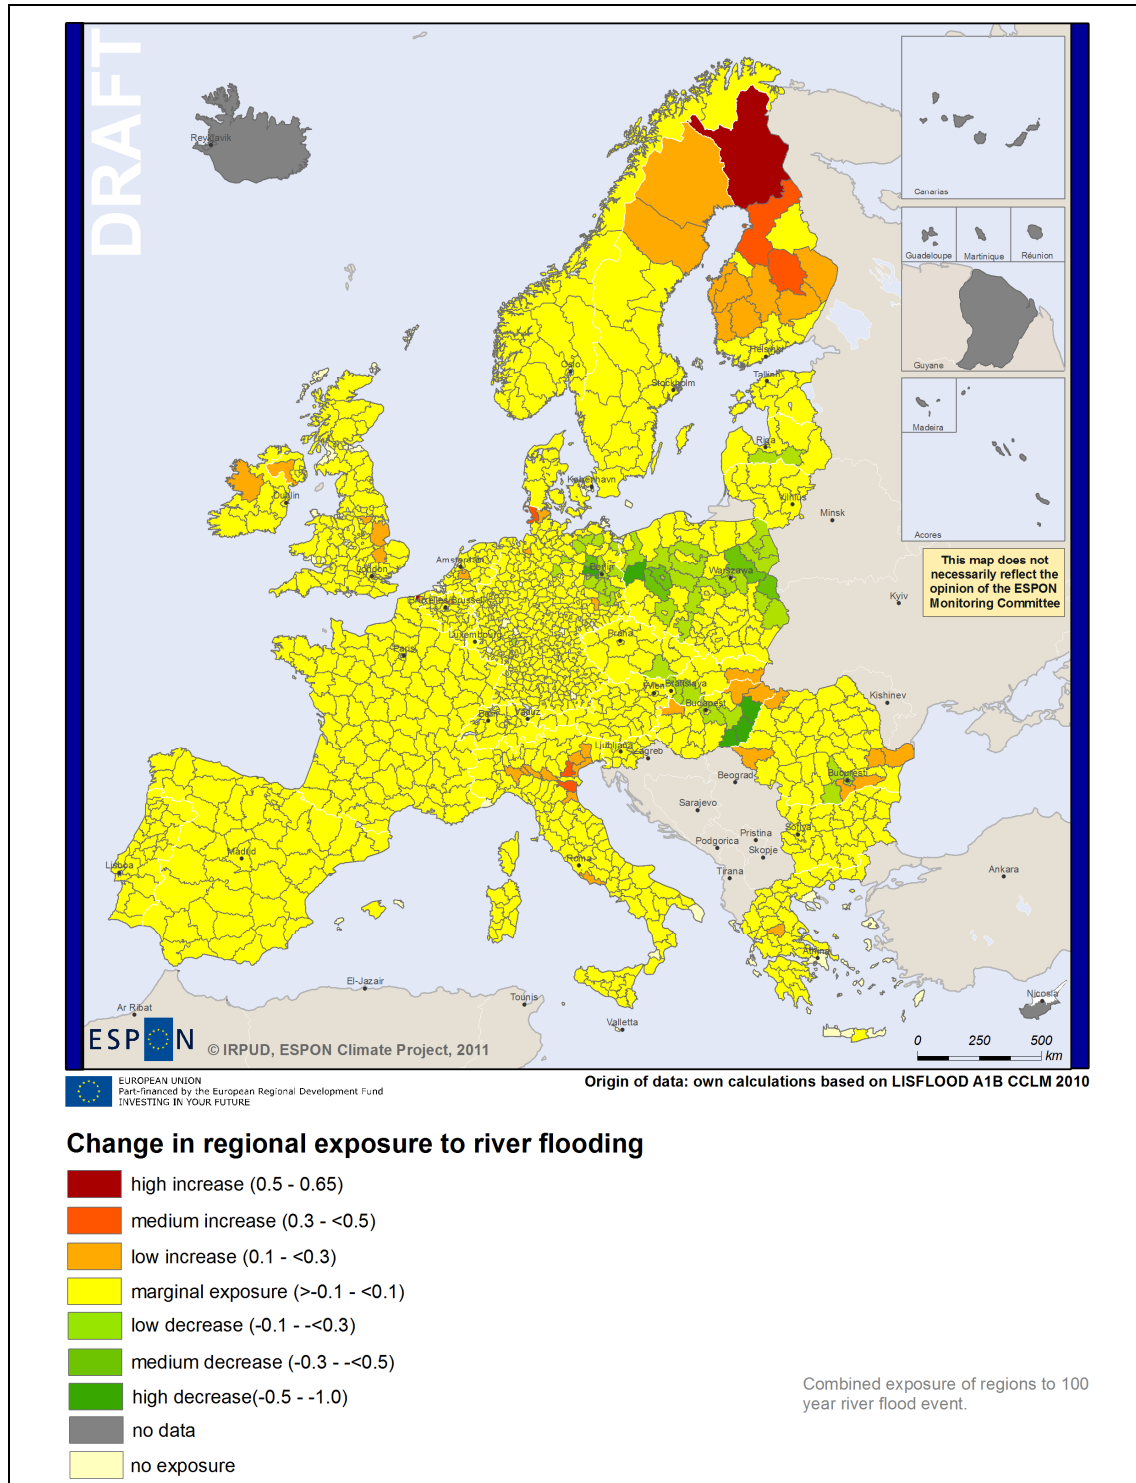 DRAFT
Reykjavik
Canarias
Guadeloupe
Martinique
Réunion
Guyane
Madeira
Acores
This map does not
necessarily reflect the
opinion of the ESPON
Monitoring Committee
Oslo
Helsinki
Stockholm
Tallinn
Riga
København
Vilnius
Minsk
Dublin
London
Amsterdam
Berlin
Warszawa
Kyiv
Bruxelles/Brussel
Luxembourg
Praha
Paris
Wien
Bratislava
Budapest
Kishinev
Bern
Vaduz
Ljubljana
Zagreb
Beograd
Bucuresti
Sarajevo
Pristina
Sofiya
Podgorica
Skopje
Tirana
Roma
Madrid
Lisboa
Ankara
Athina
El-Jazair
Tounis
Ar Ribat
Valletta
Nicosia
ESPON
© IRPUD, ESPON Climate Project, 2011
0 250 500
km
EUROPEAN UNION
Part-financed by the European Regional Development Fund
INVESTING IN YOUR FUTURE
Origin of data: own calculations based on LISFLOOD A1B CCLM 2010
Change in regional exposure to river flooding
high increase (0.5 - 0.65)
medium increase (0.3 - <0.5)
low increase (0.1 - <0.3)
marginal exposure (>-0.1 - <0.1)
low decrease (-0.1 - -<0.3)
medium decrease (-0.3 - -<0.5)
high decrease(-0.5 - -1.0)
no data
no exposure
Combined exposure of regions to 100
year river flood event.